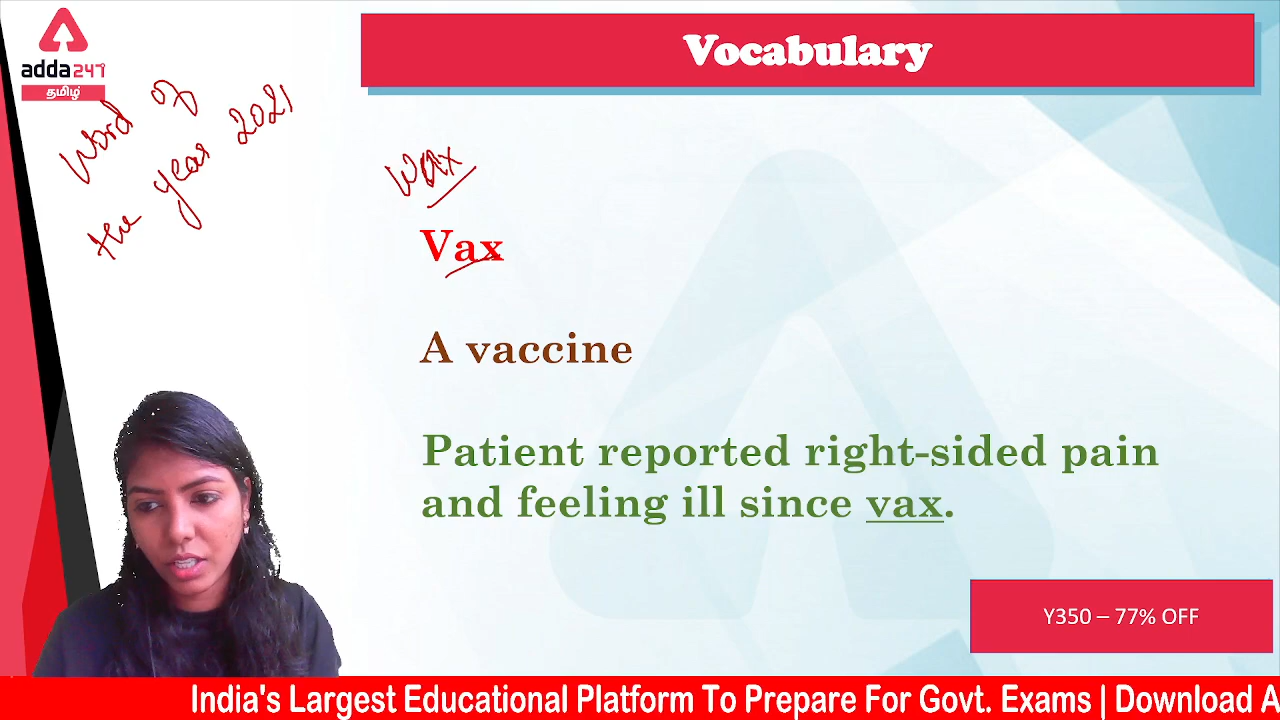 adda247
தமிழ்
Vocabulary
Word of
the year 2021
wax
Vax
A vaccine
Patient reported right-sided pain
and feeling ill since vax.
Y350 – 77% OFF
India's Largest Educational Platform To Prepare For Govt. Exams | Download A